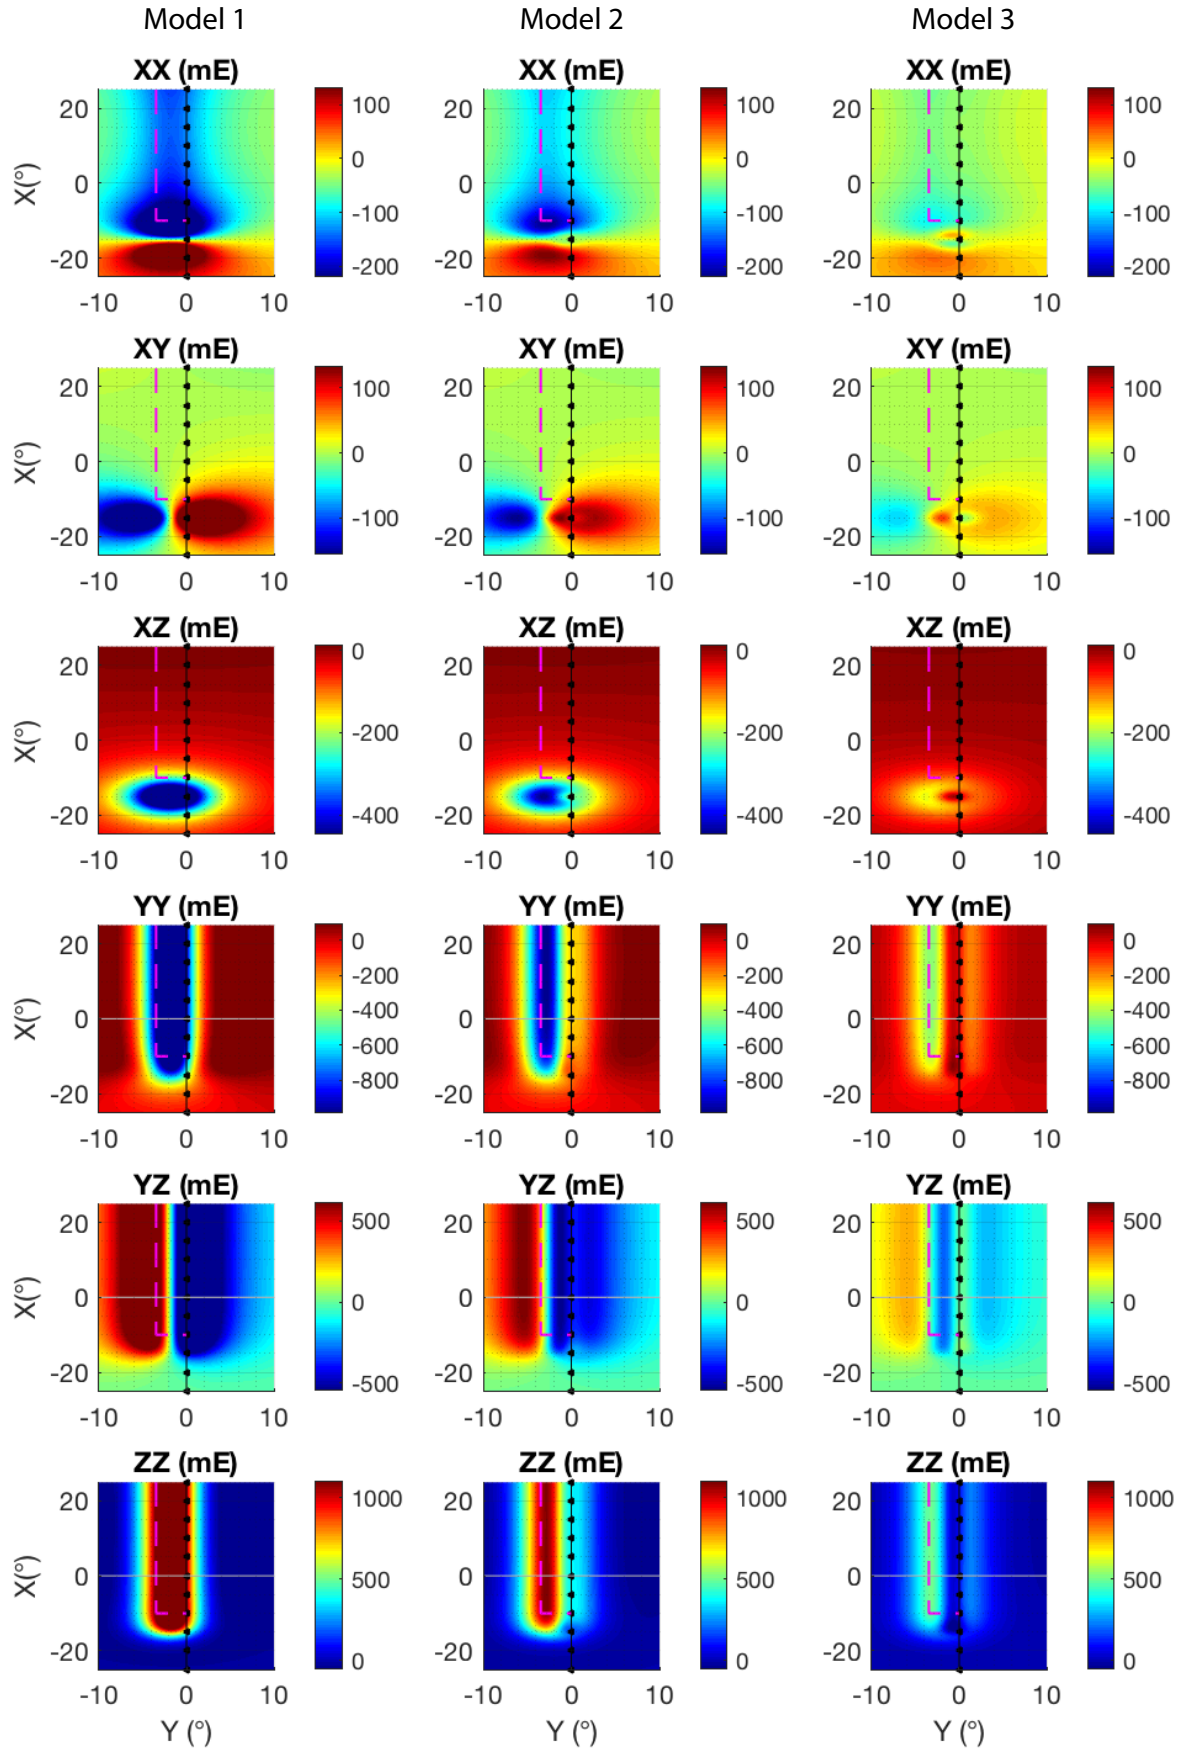 Model 1 Model 2 Model 3
XX (mE) XX (mE) XX (mE)
20 100 20 100 20 100
0 0 0 0 0 0
X(°)
-100 -100 -100
-20 -200 -20 -200 -20 -200
-10 0 10 -10 0 10 -10 0 10
XY (mE) XY (mE) XY (mE)
20 100 20 100 20 100
0 0 0 0 0 0
X(°)
-20 -100 -20 -100 -20 -100
-10 0 10 -10 0 10 -10 0 10
XZ (mE) XZ (mE) XZ (mE)
20 0 20 0 20 0
0 -200 0 -200 0 -200
X(°)
-20 -400 -20 -400 -20 -400
-10 0 10 -10 0 10 -10 0 10
YY (mE) YY (mE) YY (mE)
20 0 20 0 20 0
-200 -200 -200
0 -400 0 -400 0 -400
X(°)
-600 -600 -600
-20 -800 -20 -800 -20 -800
-10 0 10 -10 0 10 -10 0 10
YZ (mE) YZ (mE) YZ (mE)
20 500 20 500 20 500
0 0 0 0 0 0
X(°)
-20 -500 -20 -500 -20 -500
-10 0 10 -10 0 10 -10 0 10
ZZ (mE) ZZ (mE) ZZ (mE)
20 1000 20 1000 20 1000
0 500 0 500 0 500
X(°)
-20 0 -20 0 -20 0
-10 0 10 -10 0 10 -10 0 10
Y (°) Y (°) Y (°)